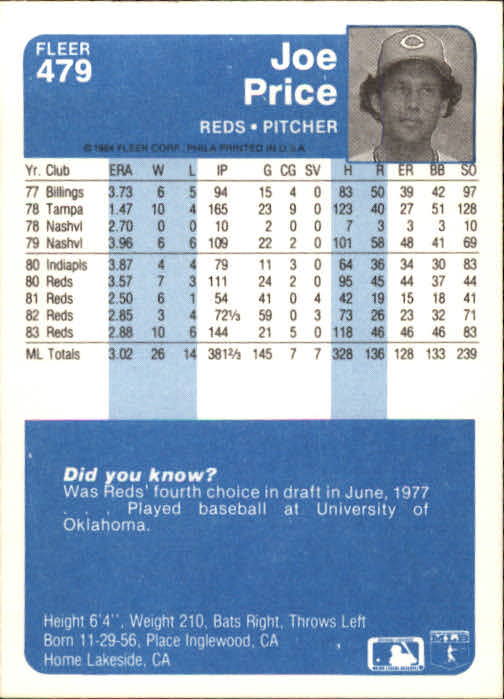 FLEER
479
Joe
Price
REDS • PITCHER
© 1984 FLEER CORP., PHILA PRINTED IN U.S.A.
Yr. Club ERA W L IP G CG SV H R ER BB SO
77 Billings 3.73 6 5 94 15 4 0 83 50 39 42 97
78 Tampa 1.47 10 4 165 23 9 0 123 40 27 51 128
78 Nashvl 2.70 0 0 10 2 0 0 7 3 3 3 10
79 Nashvl 3.96 6 6 109 22 2 0 101 58 48 41 69
80 Indiapls 3.87 4 4 79 11 3 0 64 36 34 30 83
80 Reds 3.57 7 3 111 24 2 0 95 45 44 37 44
81 Reds 2.50 6 1 54 41 0 4 42 19 15 18 41
82 Reds 2.85 3 4 72⅓ 59 0 3 73 26 23 32 71
83 Reds 2.88 10 6 144 21 5 0 118 46 46 46 83
ML Totals 3.02 26 14 381⅔ 145 7 7 328 136 128 133 239
Did you know?
Was Reds' fourth choice in draft in June, 1977
. . . Played baseball at University of
Oklahoma.
Height 6'4", Weight 210, Bats Right, Throws Left
Born 11-29-56, Place Inglewood, CA
Home Lakeside, CA